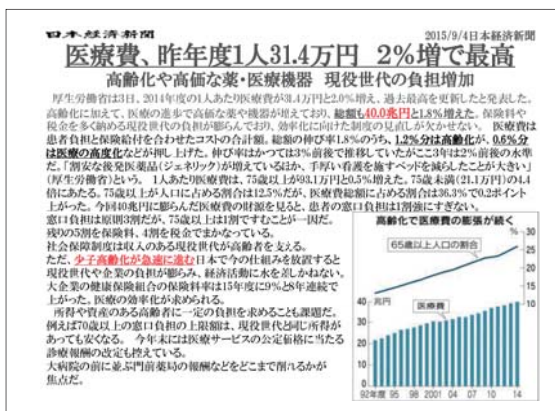 日本経済新聞
2015/9/4日本経済新聞
医療費、昨年度1人31.4万円 2%増で最高
高齢化や高価な薬・医療機器 現役世代の負担増加
厚生労働省は3日、2014年度の1人あたり医療費が31.4万円と2.0%増え、過去最高を更新したと発表した。
高齢化に加えて、医療の進歩で高価な薬や機器が増えており、総額も40.0兆円と1.8%増えた。保険料や
税金を多く納める現役世代の負担が膨らんでおり、効率化に向けた制度の見直しが欠かせない。 医療費は
患者負担と保険給付を合わせたコストの合計額。総額の伸び率1.8%のうち、1.2%分は高齢化が、0.6%分
は医療の高度化などが押し上げた。伸び率はかつては3%前後で推移していたがここ3年は2%前後の水準
だ。「割安な後発医薬品(ジェネリック)が増えているほか、手厚い看護を施すベッドを減らしたことが大きい」
(厚生労働省)という。 1人あたり医療費は、75歳以上が93.1万円と0.5%増えた。75歳未満(21.1万円)の4.4
倍にあたる。75歳以上が人口に占める割合は12.5%だが、医療費総額に占める割合は36.3%で0.2ポイント
上がった。今回40兆円に膨らんだ医療費の財源を見ると、患者の窓口負担は1割強にすぎない。
窓口負担は原則3割だが、75歳以上は1割ですむことが一因だ。
残りの5割を保険料、4割を税金でまかなっている。
社会保障制度は収入のある現役世代が高齢者を支える。
ただ、少子高齢化が急速に進む日本で今の仕組みを放置すると
現役世代や企業の負担が膨らみ、経済活動に水を差しかねない。
大企業の健康保険組合の保険料率は15年度に9%と8年連続で
上がった。医療の効率化が求められる。
所得や資産のある高齢者に一定の負担を求めることも課題だ。
例えば70歳以上の窓口負担の上限額は、現役世代と同じ所得が
あっても安くなる。 今年末には医療サービスの公定価格に当たる
診療報酬の改定も控えている。
大病院の前に並ぶ門前薬局の報酬などをどこまで削れるかが
焦点だ。
高齢化で医療費の膨張が続く
65歳以上人口の割合
%
30
20
10
0
40
兆円
医療費
30
20
10
0
92年度 95 98 2001 04 07 10 14